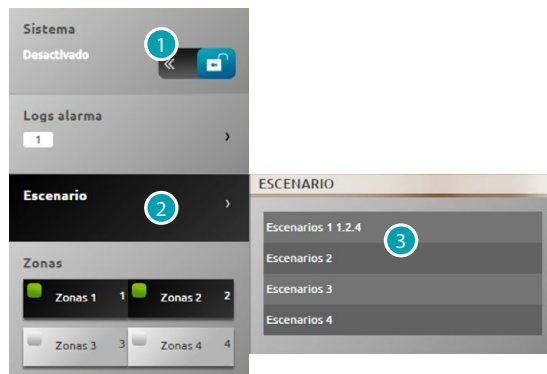 Sistema
Desactivado
1
Logs alarma
1
Escenario
2
ESCENARIO
Escenarios 1 1.2.4
3
Escenarios 2
Escenarios 3
Escenarios 4
Zonas
Zonas 1 1 Zonas 2 2
Zonas 3 3 Zonas 4 4